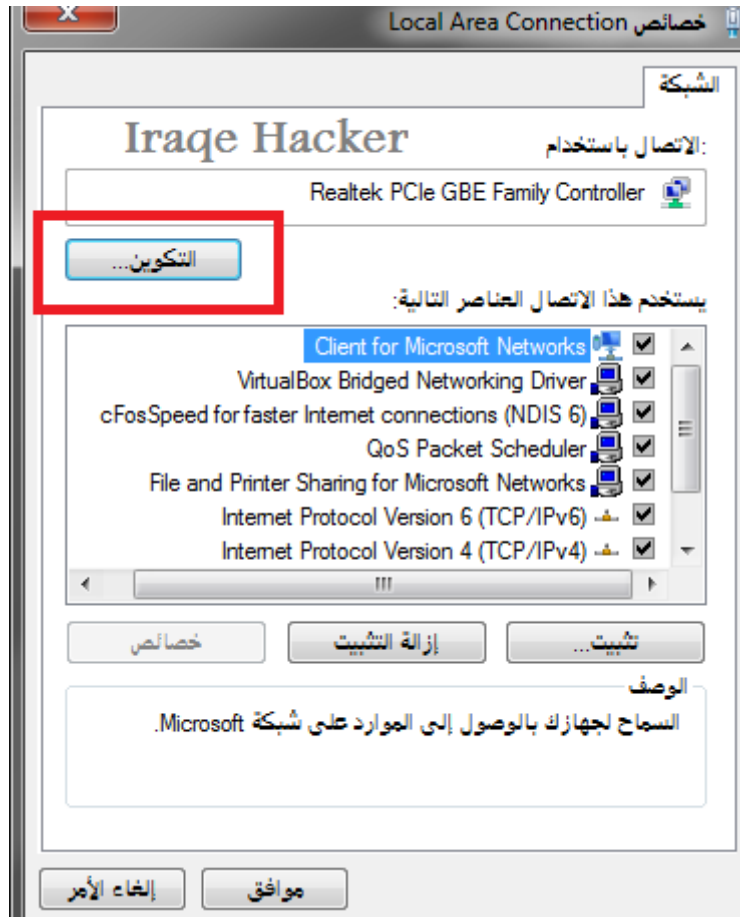 خصائص Local Area Connection
الشبكة
Iraqe Hacker
الاتصال باستخدام:
Realtek PCIe GBE Family Controller
التكوين...
يستخدم هذا الاتصال العناصر التالية:
Client for Microsoft Networks
VirtualBox Bridged Networking Driver
cFosSpeed for faster Internet connections (NDIS 6)
QoS Packet Scheduler
File and Printer Sharing for Microsoft Networks
Internet Protocol Version 6 (TCP/IPv6)
Internet Protocol Version 4 (TCP/IPv4)
تثبيت... إزالة التثبيت خصائص
الوصف
السماح لجهازك بالوصول إلى الموارد على شبكة Microsoft.
موافق إلغاء الأمر